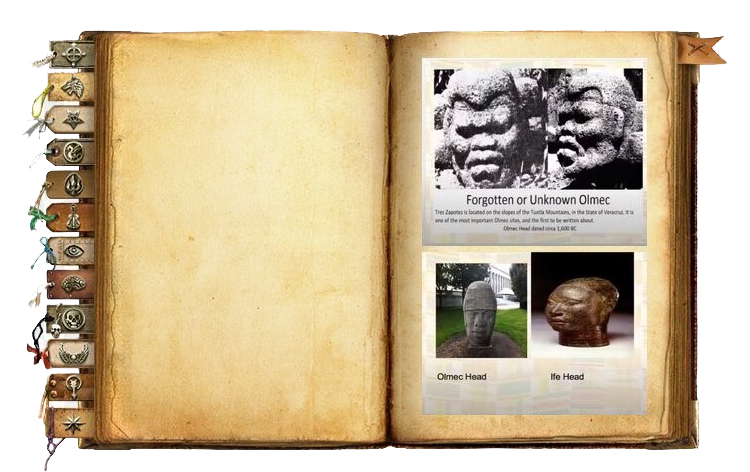 Forgotten or Unknown Olmec
Tres Zapotes is located on the slopes of the Tuxtla Mountains, in the State of Veracruz. It is
one of the most important Olmec sites, and the first to be written about.
Olmec Head dated circa 1,600 BC
Olmec Head
Ife Head